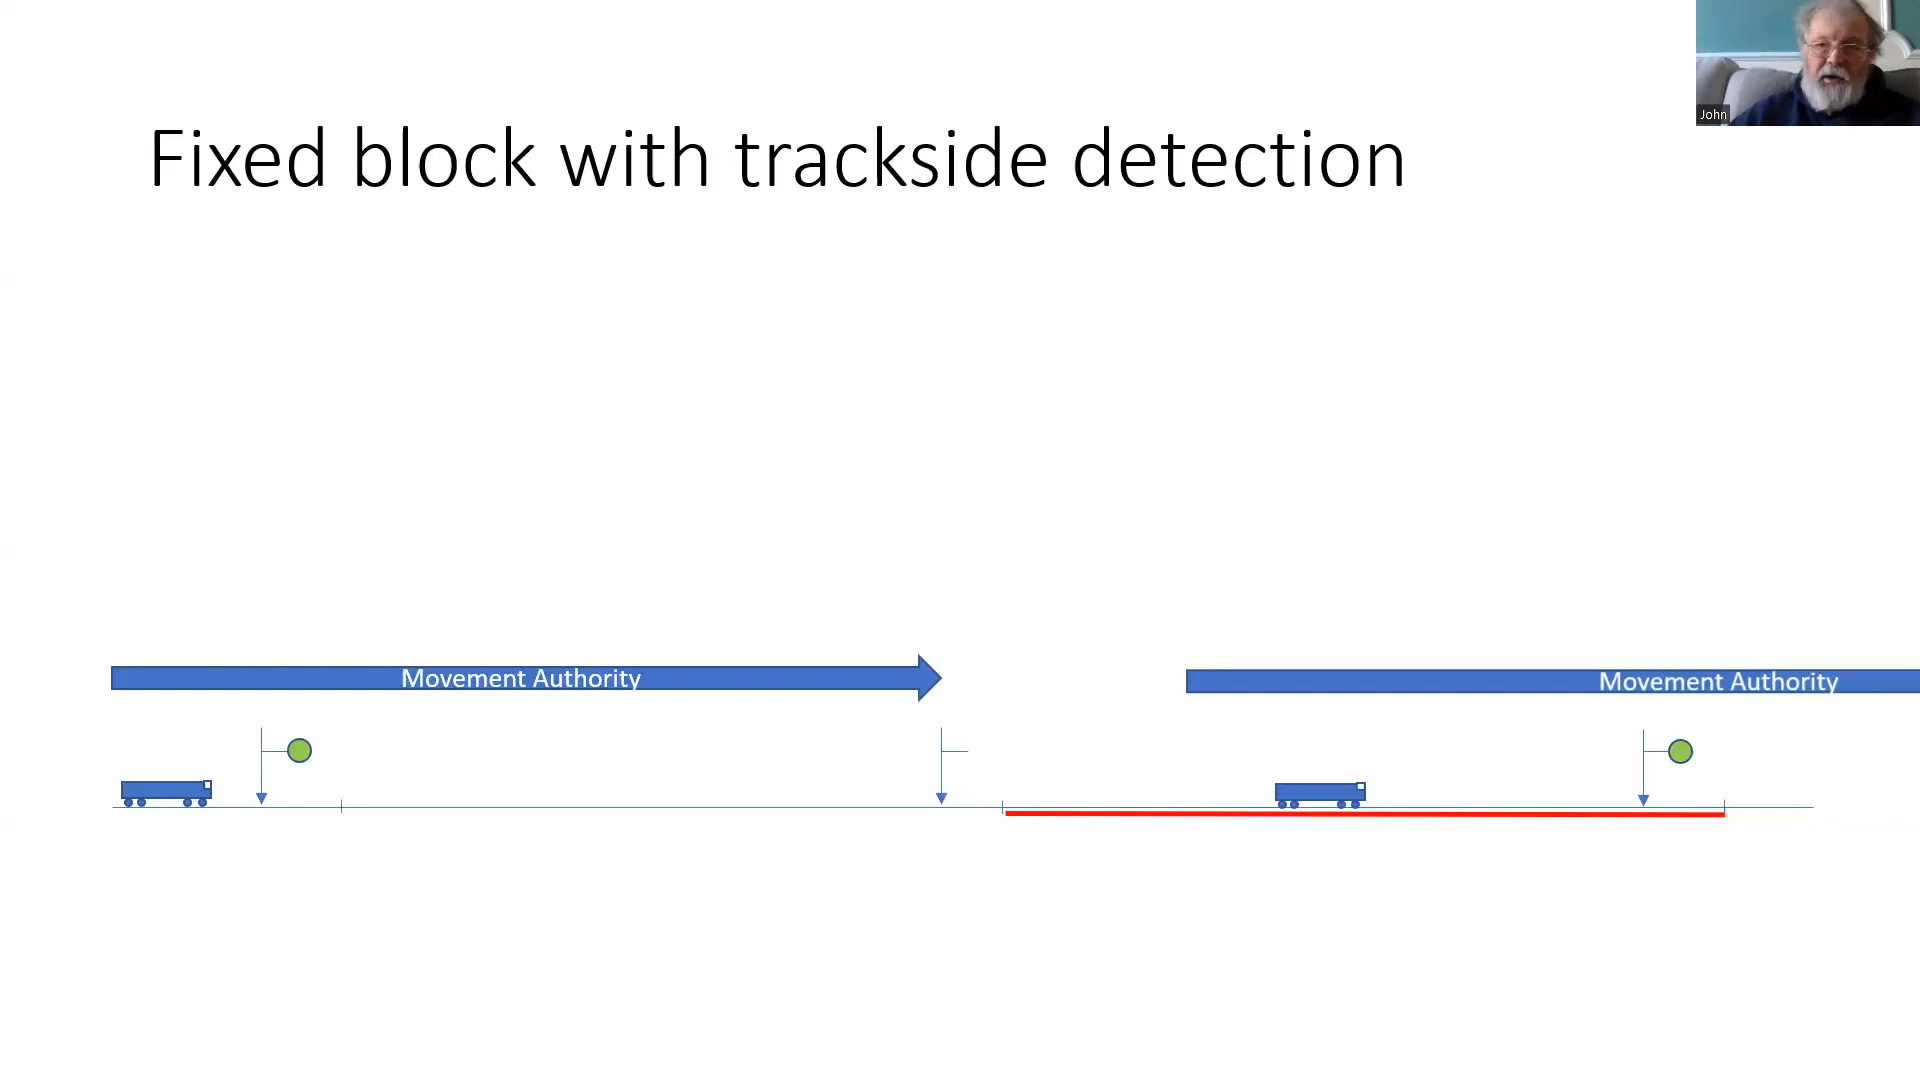 John
Fixed block with trackside detection
Movement Authority
Movement Authority